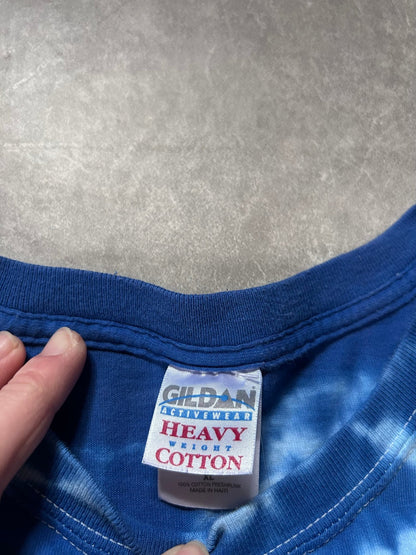 GILDAN
ACTIVEWEAR
HEAVY
WEIGHT
COTTON
XL
100% COTTON PRESHRUNK
MADE IN HAITI